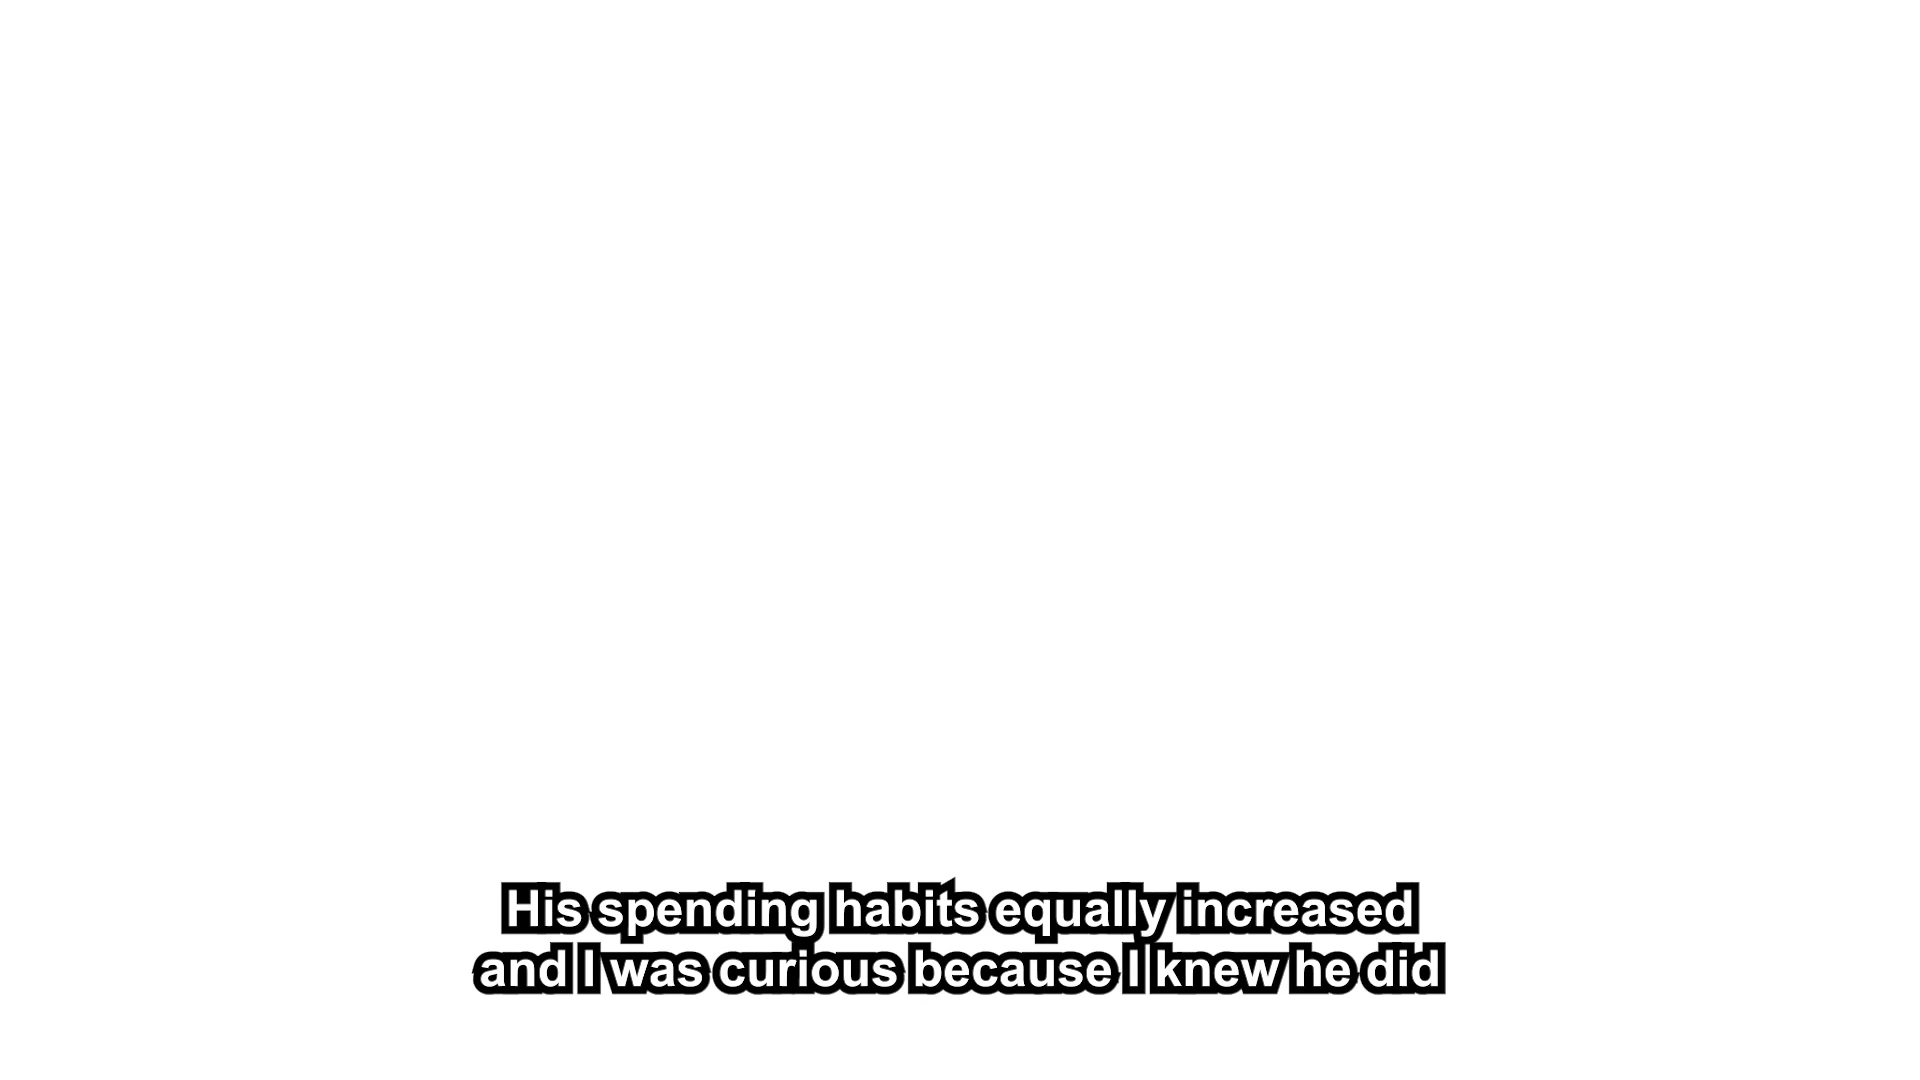 His spending habits equally increased
and I was curious because I knew he did